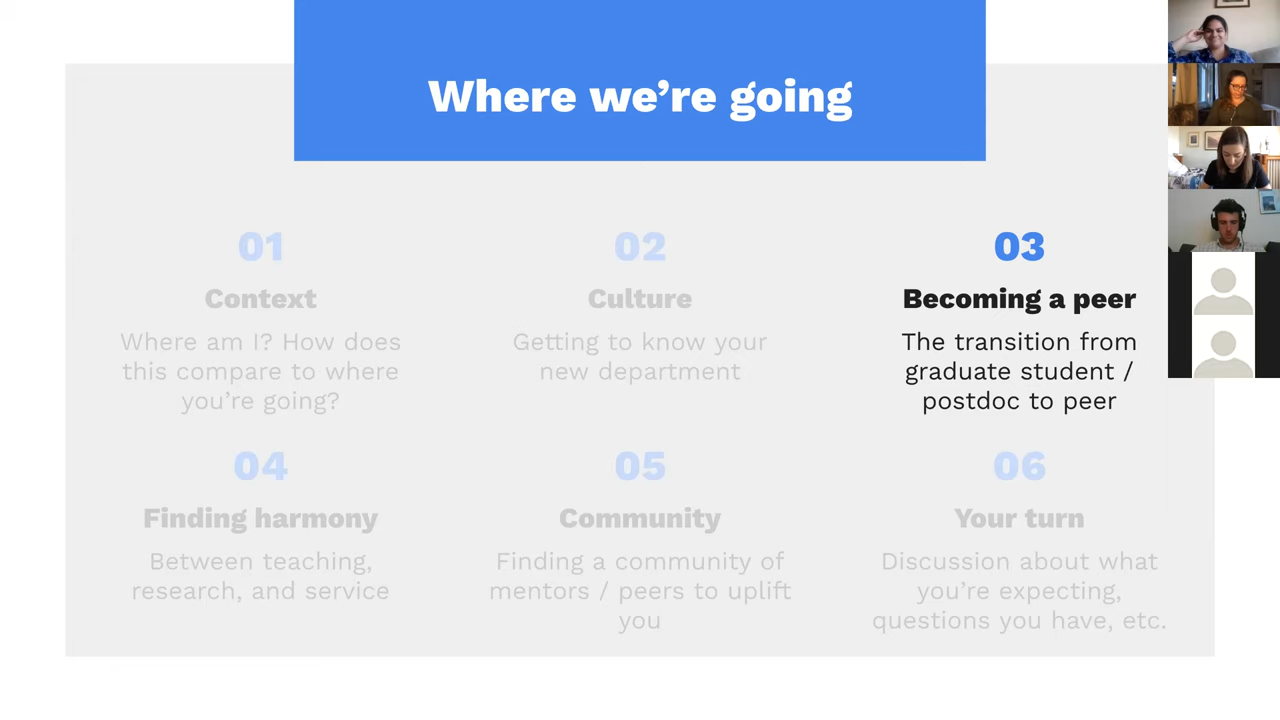 Where we're going
01
Context
Where am I? How does
this compare to where
you're going?
02
Culture
Getting to know your
new department
03
Becoming a peer
The transition from
graduate student /
postdoc to peer
04
Finding harmony
Between teaching,
research, and service
05
Community
Finding a community of
mentors / peers to uplift
you
06
Your turn
Discussion about what
you're expecting,
questions you have, etc.